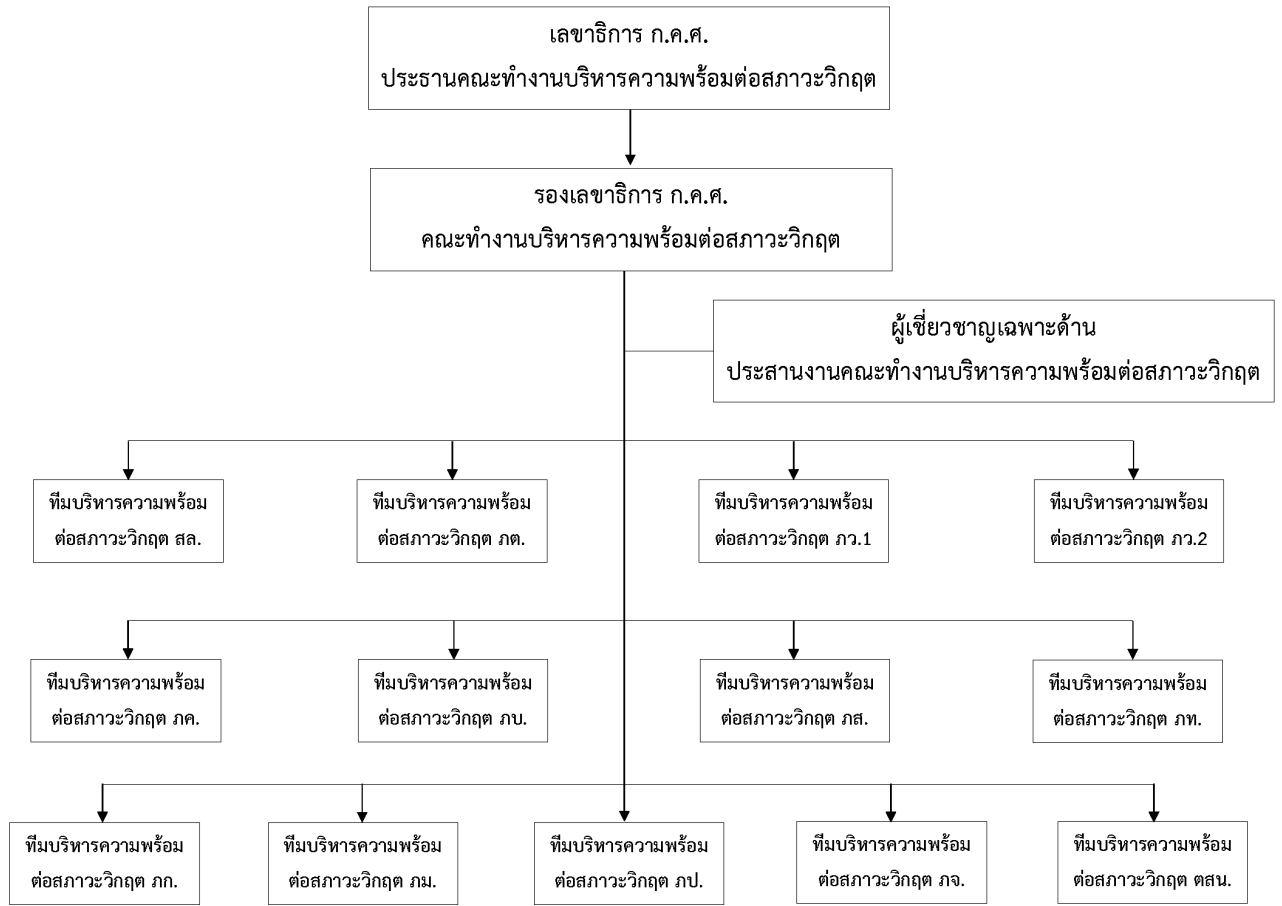 เลขาธิการ ก.ค.ศ.
ประธานคณะทำงานบริหารความพร้อมต่อสภาวะวิกฤต
รองเลขาธิการ ก.ค.ศ.
คณะทำงานบริหารความพร้อมต่อสภาวะวิกฤต
ผู้เชี่ยวชาญเฉพาะด้าน
ประสานงานคณะทำงานบริหารความพร้อมต่อสภาวะวิกฤต
ทีมบริหารความพร้อม
ต่อสภาวะวิกฤต สล.
ทีมบริหารความพร้อม
ต่อสภาวะวิกฤต ภต.
ทีมบริหารความพร้อม
ต่อสภาวะวิกฤต ภว.1
ทีมบริหารความพร้อม
ต่อสภาวะวิกฤต ภว.2
ทีมบริหารความพร้อม
ต่อสภาวะวิกฤต ภค.
ทีมบริหารความพร้อม
ต่อสภาวะวิกฤต ภบ.
ทีมบริหารความพร้อม
ต่อสภาวะวิกฤต ภส.
ทีมบริหารความพร้อม
ต่อสภาวะวิกฤต ภท.
ทีมบริหารความพร้อม
ต่อสภาวะวิกฤต ภก.
ทีมบริหารความพร้อม
ต่อสภาวะวิกฤต ภม.
ทีมบริหารความพร้อม
ต่อสภาวะวิกฤต ภป.
ทีมบริหารความพร้อม
ต่อสภาวะวิกฤต ภจ.
ทีมบริหารความพร้อม
ต่อสภาวะวิกฤต ตสน.